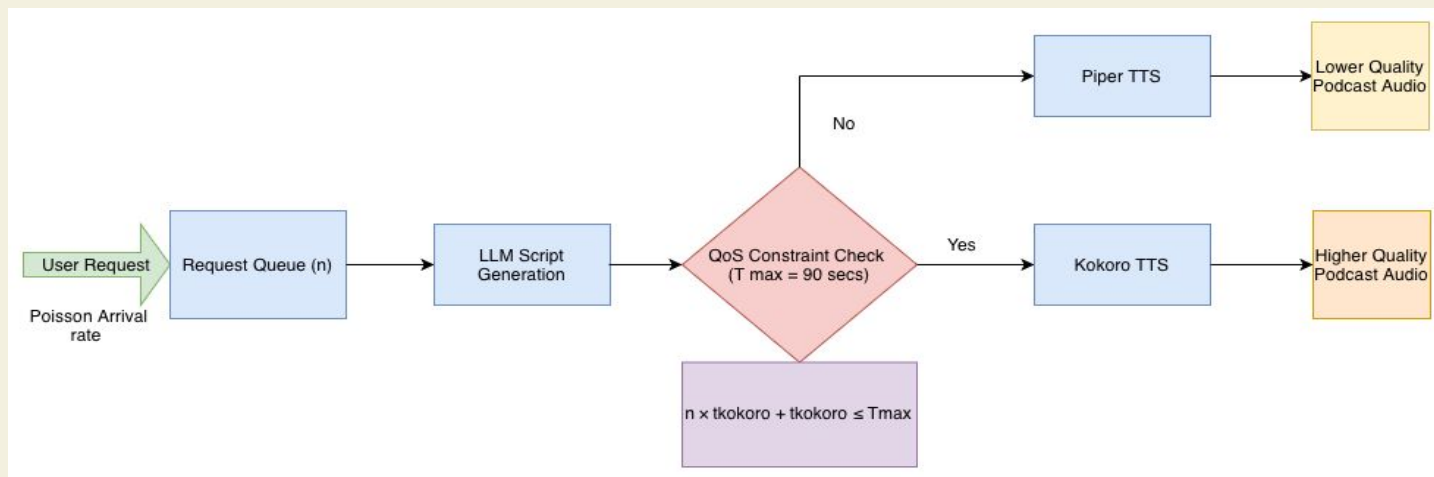 User Request
Poisson Arrival
rate
Request Queue (n)
LLM Script
Generation
QoS Constraint Check
(T max = 90 secs)
n × tkokoro + tkokoro ≤ Tmax
No
Piper TTS
Lower Quality
Podcast Audio
Yes
Kokoro TTS
Higher Quality
Podcast Audio